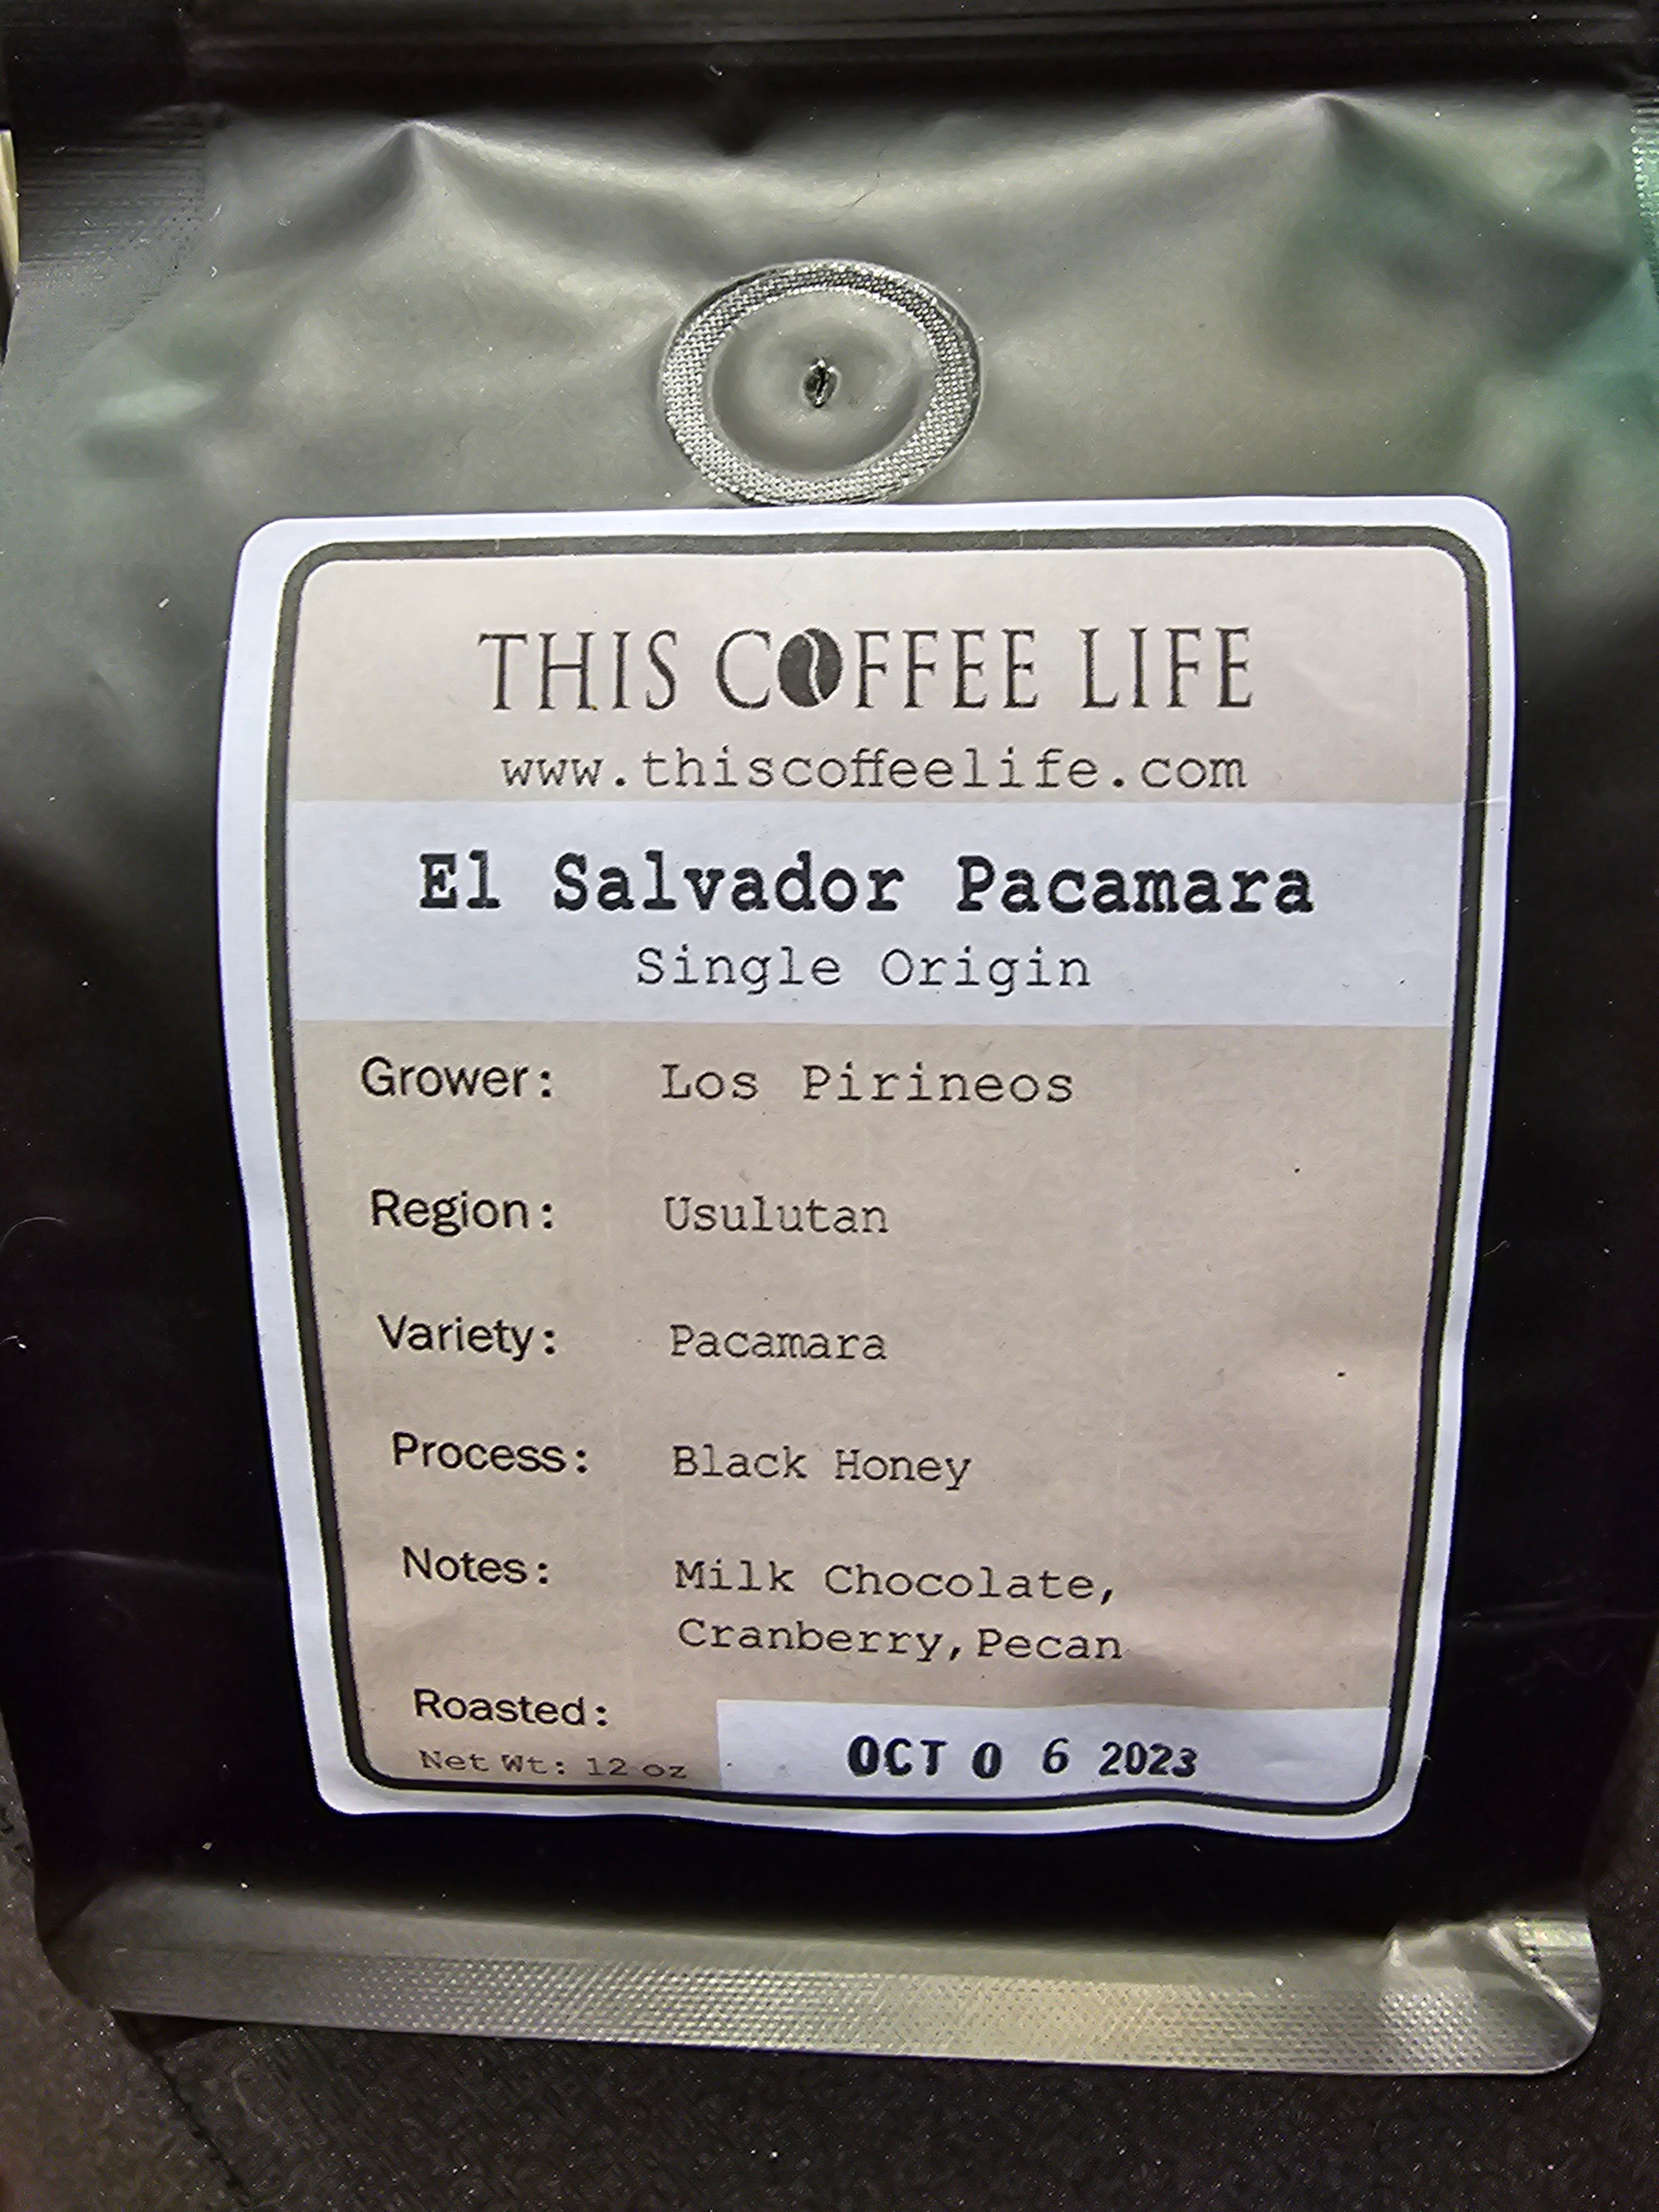 THIS COFFEE LIFE
www.thiscoffeelife.com
El Salvador Pacamara
Single Origin
Grower: Los Pirineos
Region: Usulutan
Variety: Pacamara
Process: Black Honey
Notes: Milk Chocolate,
Cranberry, Pecan
Roasted:
Net Wt: 12 oz OCT 0 6 2023